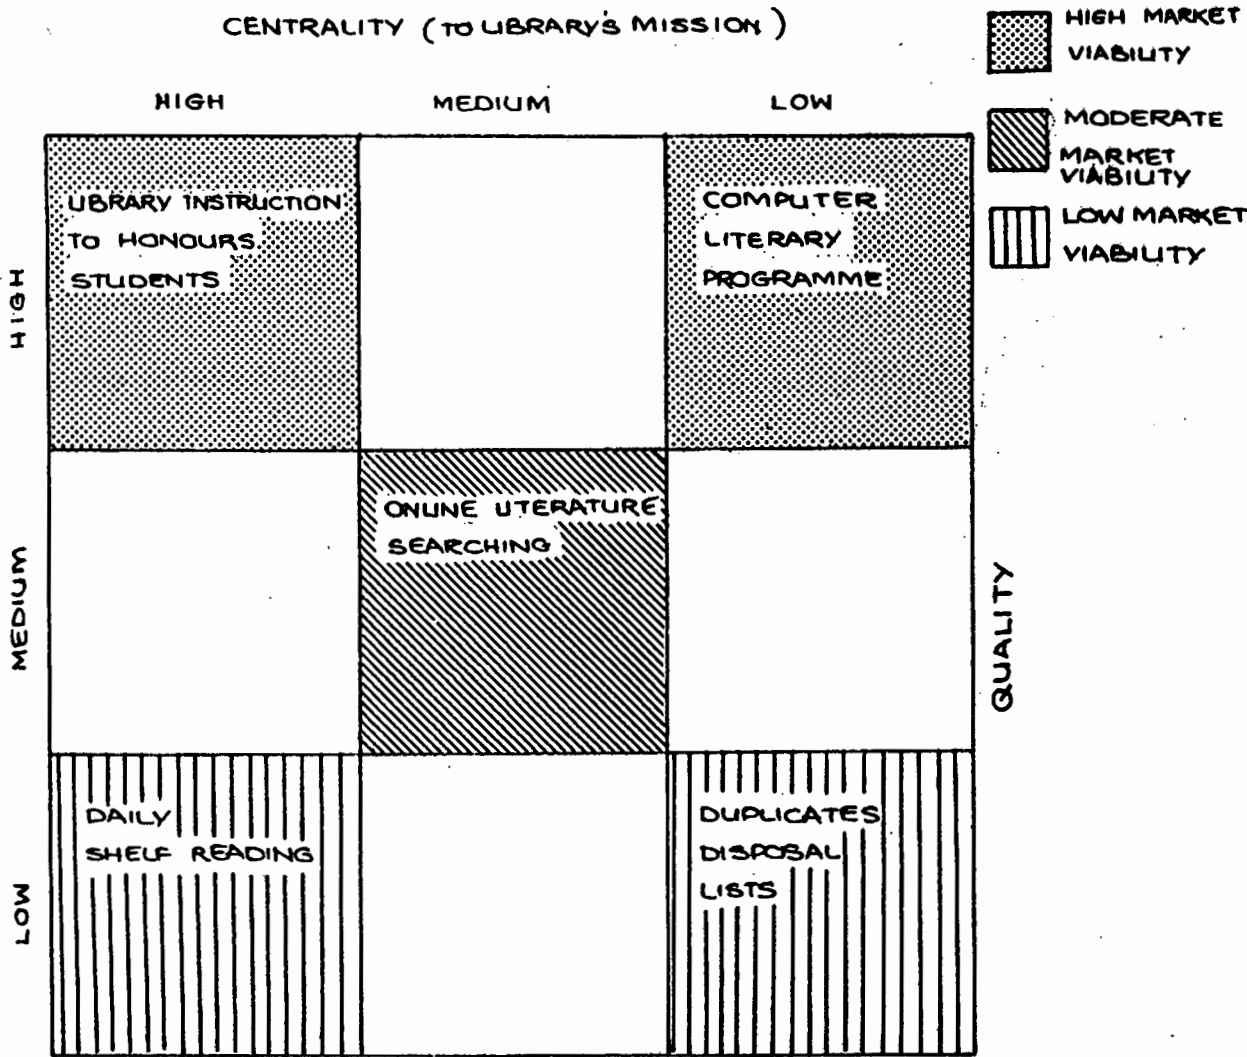 CENTRALITY (TO LIBRARY'S MISSION)
HIGH MEDIUM LOW
HIGH MARKET
VIABILITY
MODERATE
MARKET
VIABILITY
LOW MARKET
VIABILITY
HIGH
LIBRARY INSTRUCTION
TO HONOURS
STUDENTS
COMPUTER
LITERARY
PROGRAMME
MEDIUM
ONLINE LITERATURE
SEARCHING
QUALITY
LOW
DAILY
SHELF READING
DUPLICATES
DISPOSAL
LISTS